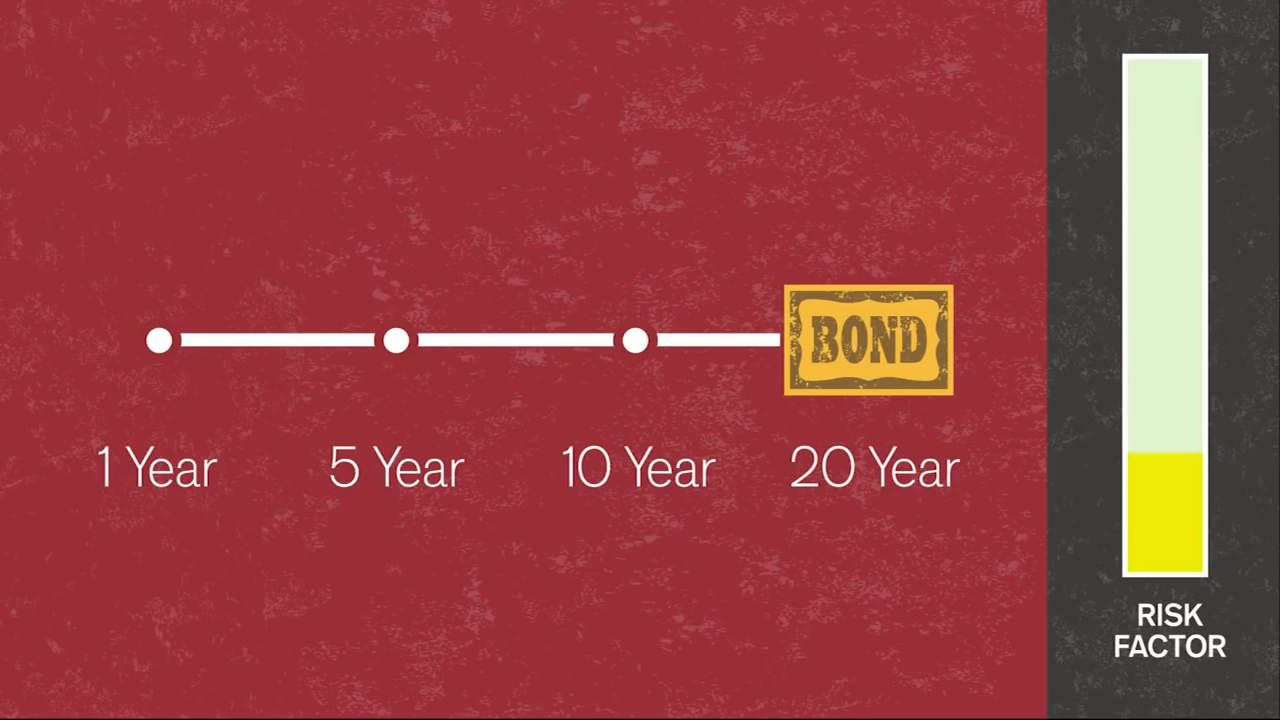 BOND
1 Year
5 Year
10 Year
20 Year
RISK
FACTOR